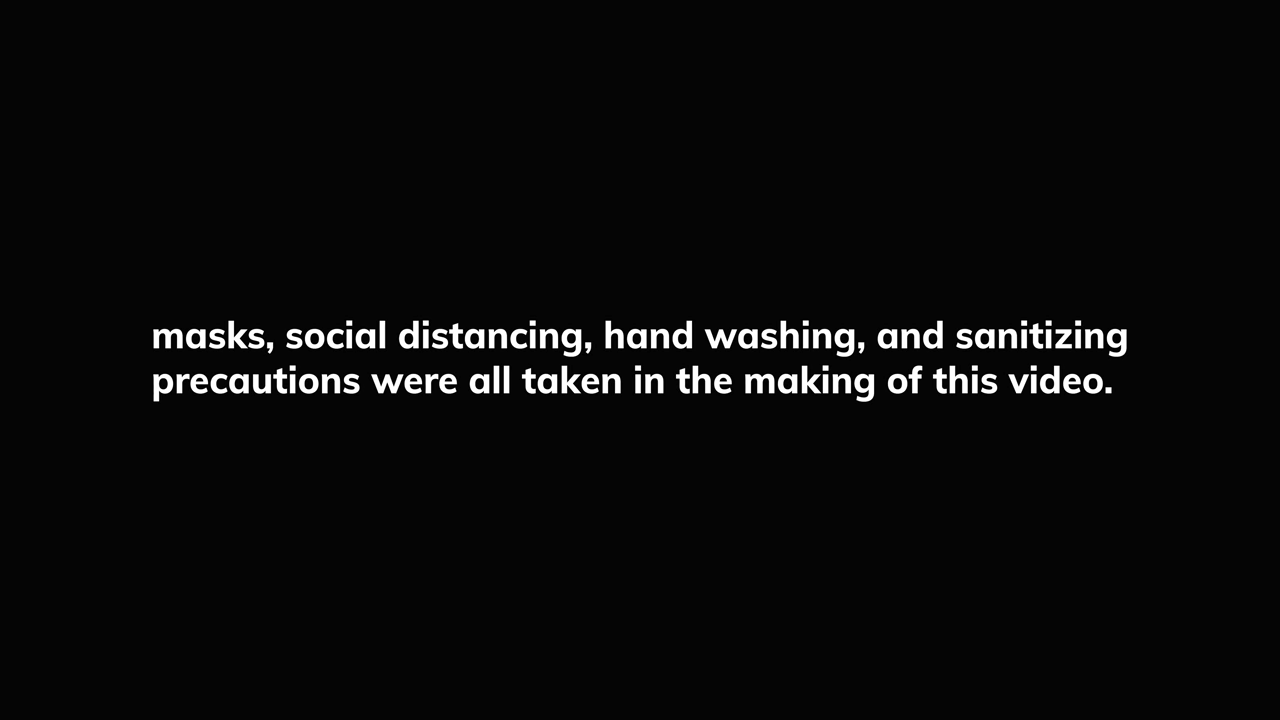 masks, social distancing, hand washing, and sanitizing
precautions were all taken in the making of this video.